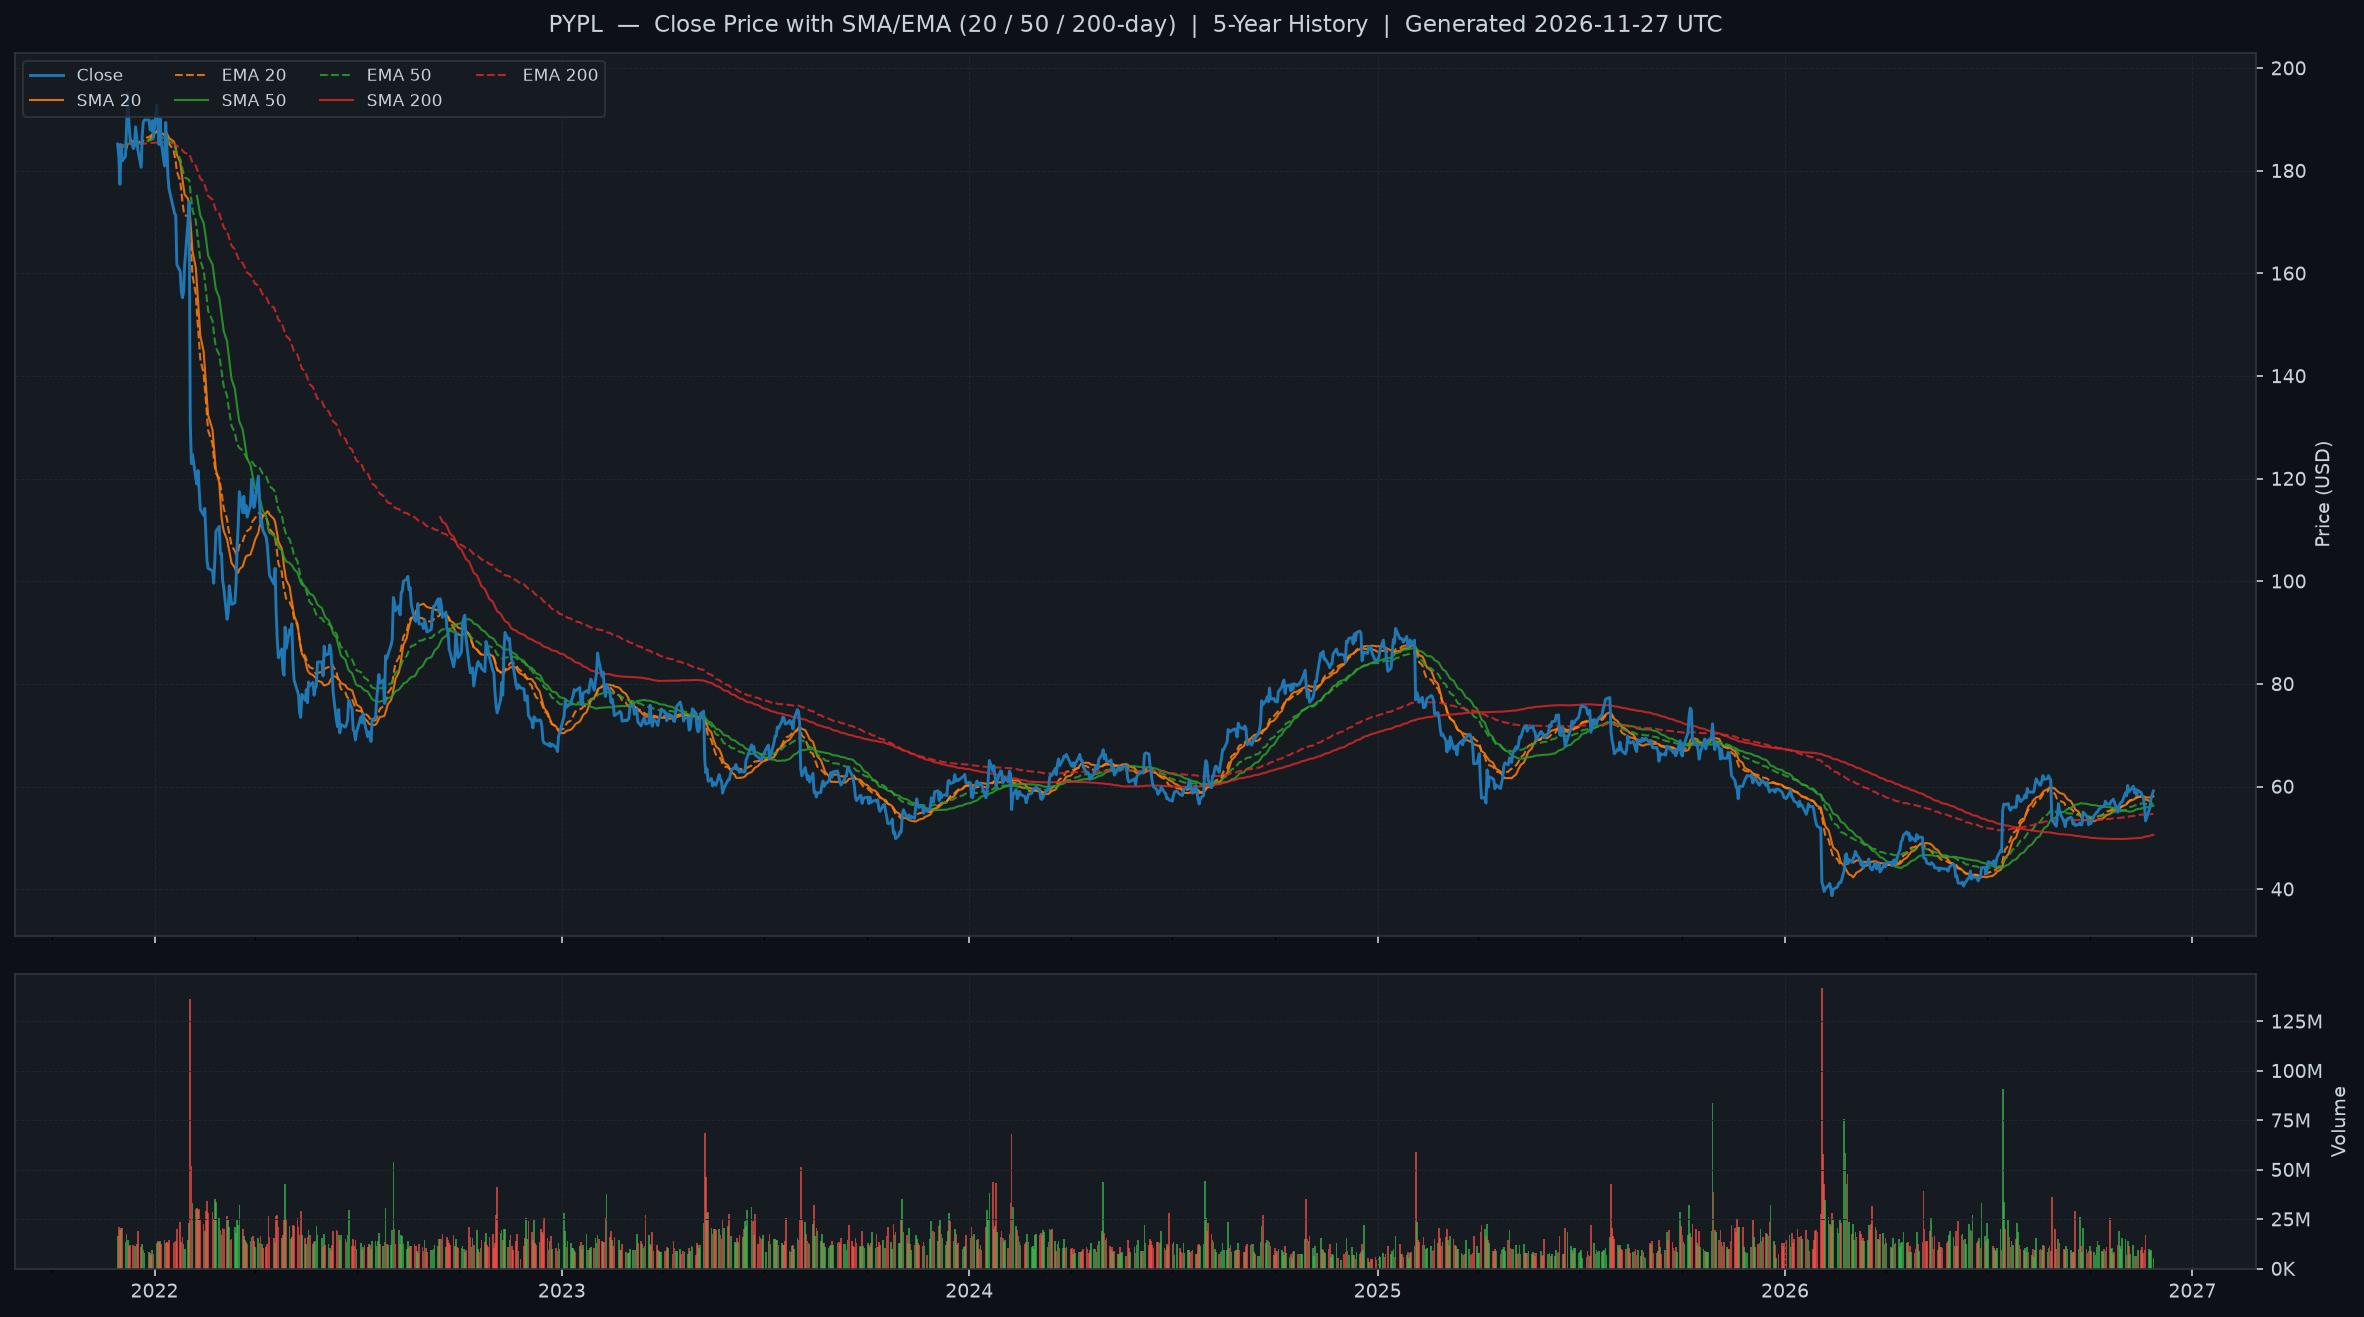 PYPL — Close Price with SMA/EMA (20 / 50 / 200-day) | 5-Year History | Generated 2026-11-27 UTC
Close EMA 20 EMA 50 EMA 200
SMA 20 SMA 50 SMA 200
200
180
160
140
120
100
80
60
40
Price (USD)
125M
100M
75M
50M
25M
0K
Volume
2022 2023 2024 2025 2026 2027